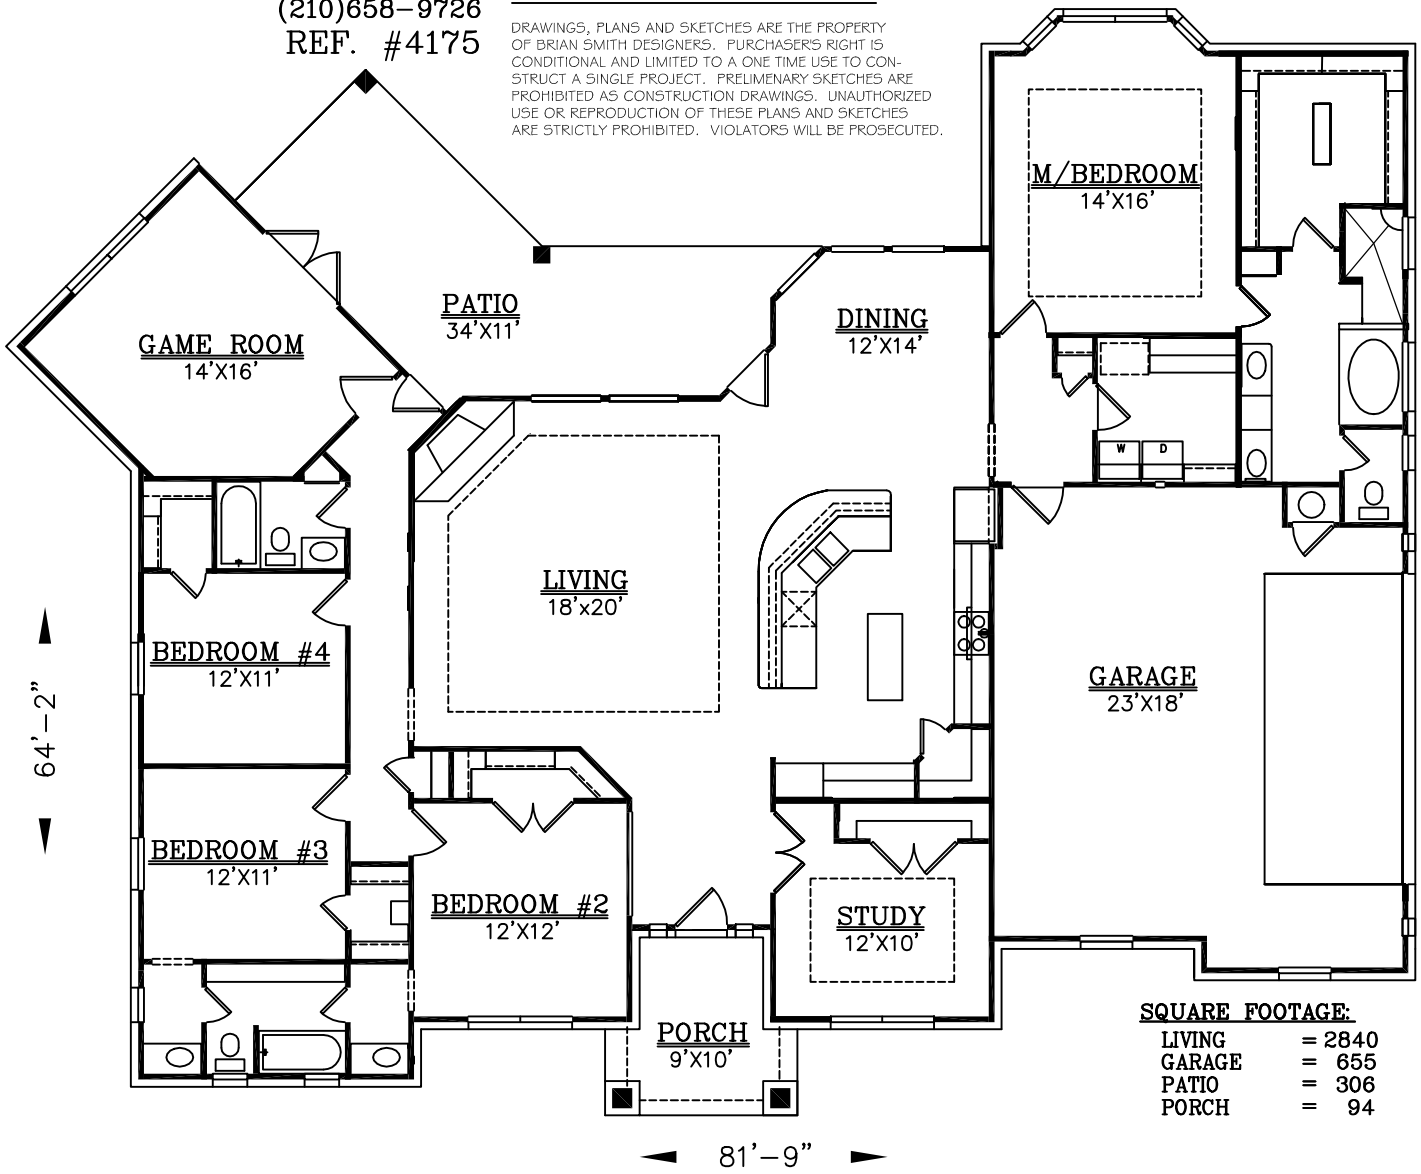 (210)658-9726
REF. #4175
DRAWINGS, PLANS AND SKETCHES ARE THE PROPERTY
OF BRIAN SMITH DESIGNERS. PURCHASER'S RIGHT IS
CONDITIONAL AND LIMITED TO A ONE TIME USE TO CON-
STRUCT A SINGLE PROJECT. PRELIMENARY SKETCHES ARE
PROHIBITED AS CONSTRUCTION DRAWINGS. UNAUTHORIZED
USE OR REPRODUCTION OF THESE PLANS AND SKETCHES
ARE STRICTLY PROHIBITED. VIOLATORS WILL BE PROSECUTED.
M/BEDROOM
14'X16'
PATIO
34'X11'
DINING
12'X14'
GAME ROOM
14'X16'
W D
LIVING
18'x20'
BEDROOM #4
12'X11'
GARAGE
23'X18'
64'-2"
BEDROOM #3
12'X11'
BEDROOM #2
12'X12'
STUDY
12'X10'
PORCH
9'X10'
SQUARE FOOTAGE:
LIVING = 2840
GARAGE = 655
PATIO = 306
PORCH = 94
81'-9"